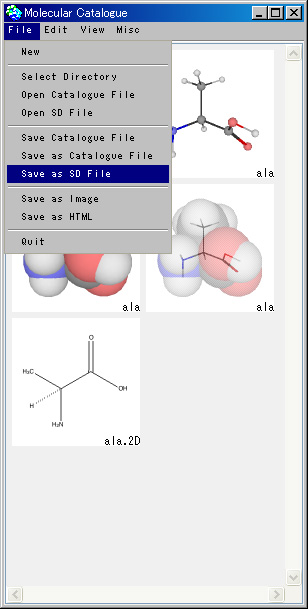 Molecular Catalogue
File Edit View Misc
New
Select Directory
Open Catalogue File
Open SD File
Save Catalogue File
Save as Catalogue File
Save as SD File
Save as Image
Save as HTML
Quit
ala
ala
ala
O
H₃C
OH
H
H₂N
ala.2D